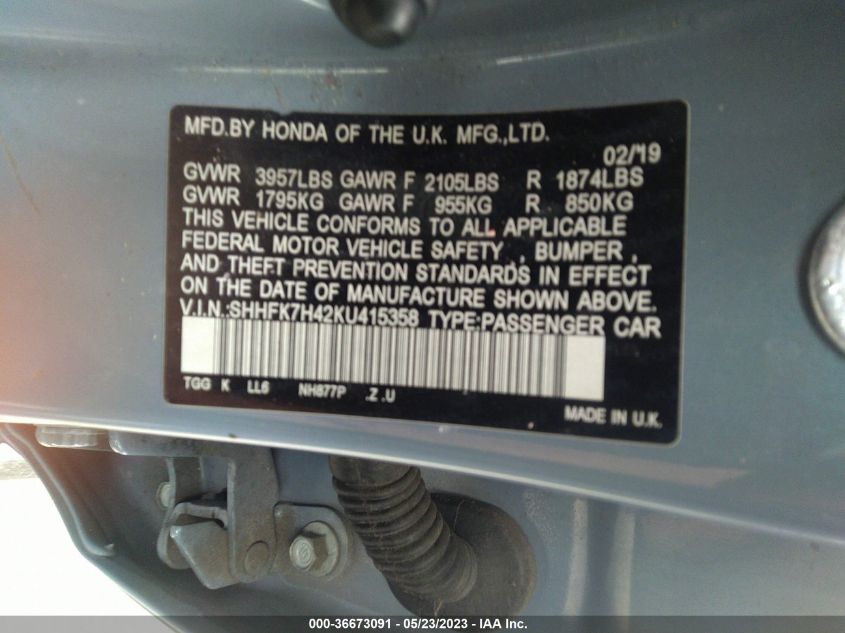 MFD.BY HONDA OF THE U.K. MFG.,LTD.
02/'19
GVWR 3957LBS GAWR F 2105LBS R 1874LBS
GVWR 1795KG GAWR F 955KG R 850KG
THIS VEHICLE CONFORMS TO ALL APPLICABLE
FEDERAL MOTOR VEHICLE SAFETY , BUMPER ,
AND THEFT PREVENTION STANDARDS IN EFFECT
ON THE DATE OF MANUFACTURE SHOWN ABOVE.
V.I.N.:SHHFK7H42KU415358 TYPE:PASSENGER CAR
TGG K LL6 NH877P .Z .U
MADE IN U.K.
000-36673091 - 05/23/2023 - IAA Inc.